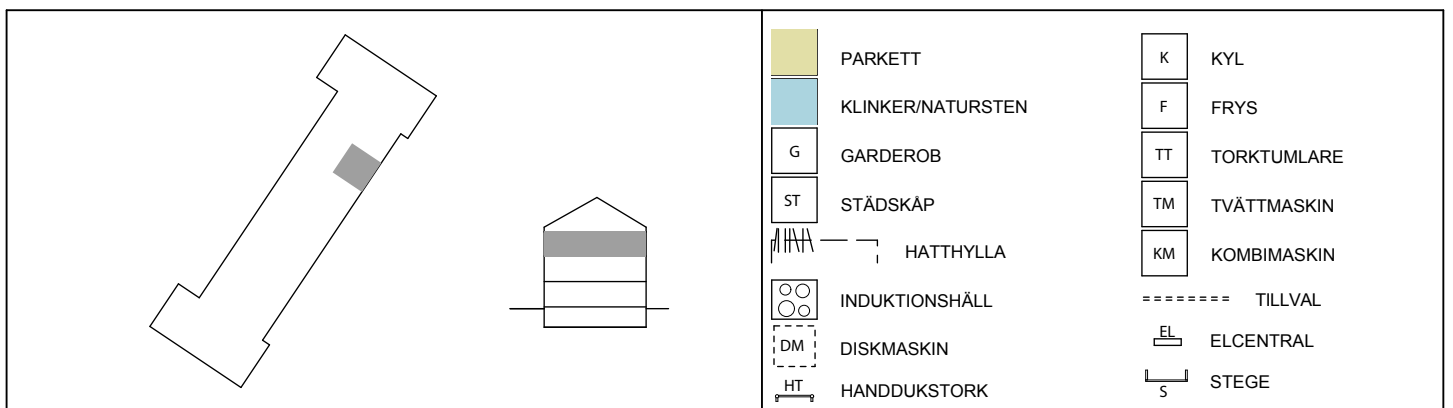 PARKETT
KLINKER/NATURSTEN
G GARDEROB
ST STÄDSKÅP
HATTHYLLA
INDUKTIONSHÄLL
DM DISKMASKIN
HT HANDDUKSTORK
K KYL
F FRYS
TT TORKTUMLARE
TM TVÄTTMASKIN
KM KOMBIMASKIN
TILLVAL
EL ELCENTRAL
S STEGE